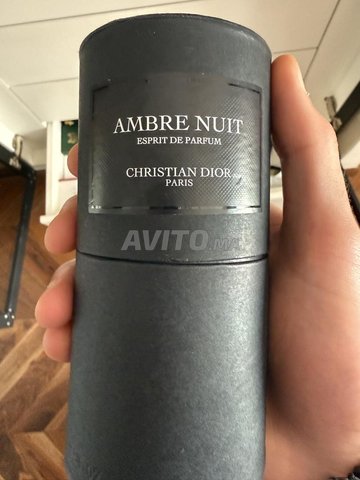 AMBRE NUIT
ESPRIT DE PARFUM
CHRISTIAN DIOR
PARIS
AVITO.MA